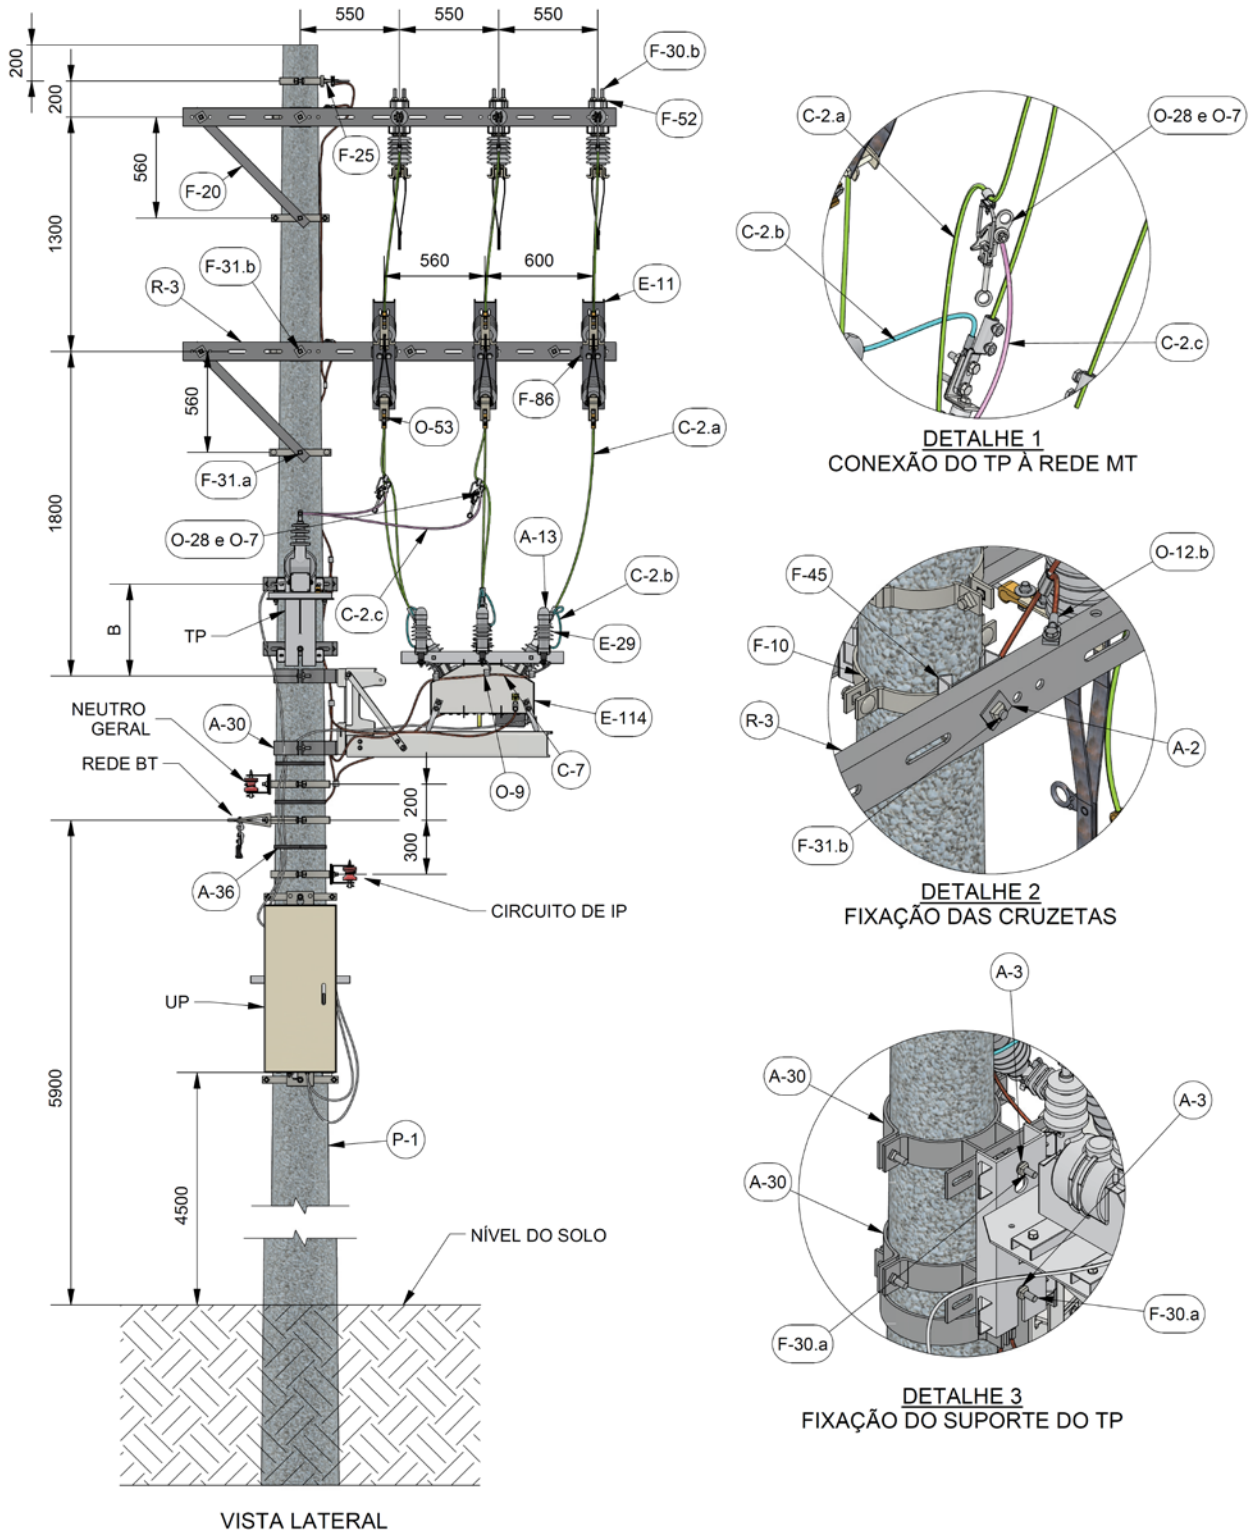 550
550
550
200
200
F-30.b
F-52
F-25
560
F-20
1300
F-31.b
560
600
R-3
E-11
560
F-86
O-53
C-2.a
F-31.a
1800
O-28 e O-7
A-13
C-2.b
C-2.c
B
TP
E-29
NEUTRO
GERAL
A-30
E-114
REDE BT
C-7
O-9
200
300
A-36
CIRCUITO DE IP
UP
5900
P-1
4500
NÍVEL DO SOLO
VISTA LATERAL
C-2.a
O-28 e O-7
C-2.b
C-2.c
DETALHE 1
CONEXÃO DO TP À REDE MT
O-12.b
F-45
F-10
R-3
A-2
F-31.b
DETALHE 2
FIXAÇÃO DAS CRUZETAS
A-3
A-30
A-3
A-30
F-30.a
F-30.a
DETALHE 3
FIXAÇÃO DO SUPORTE DO TP